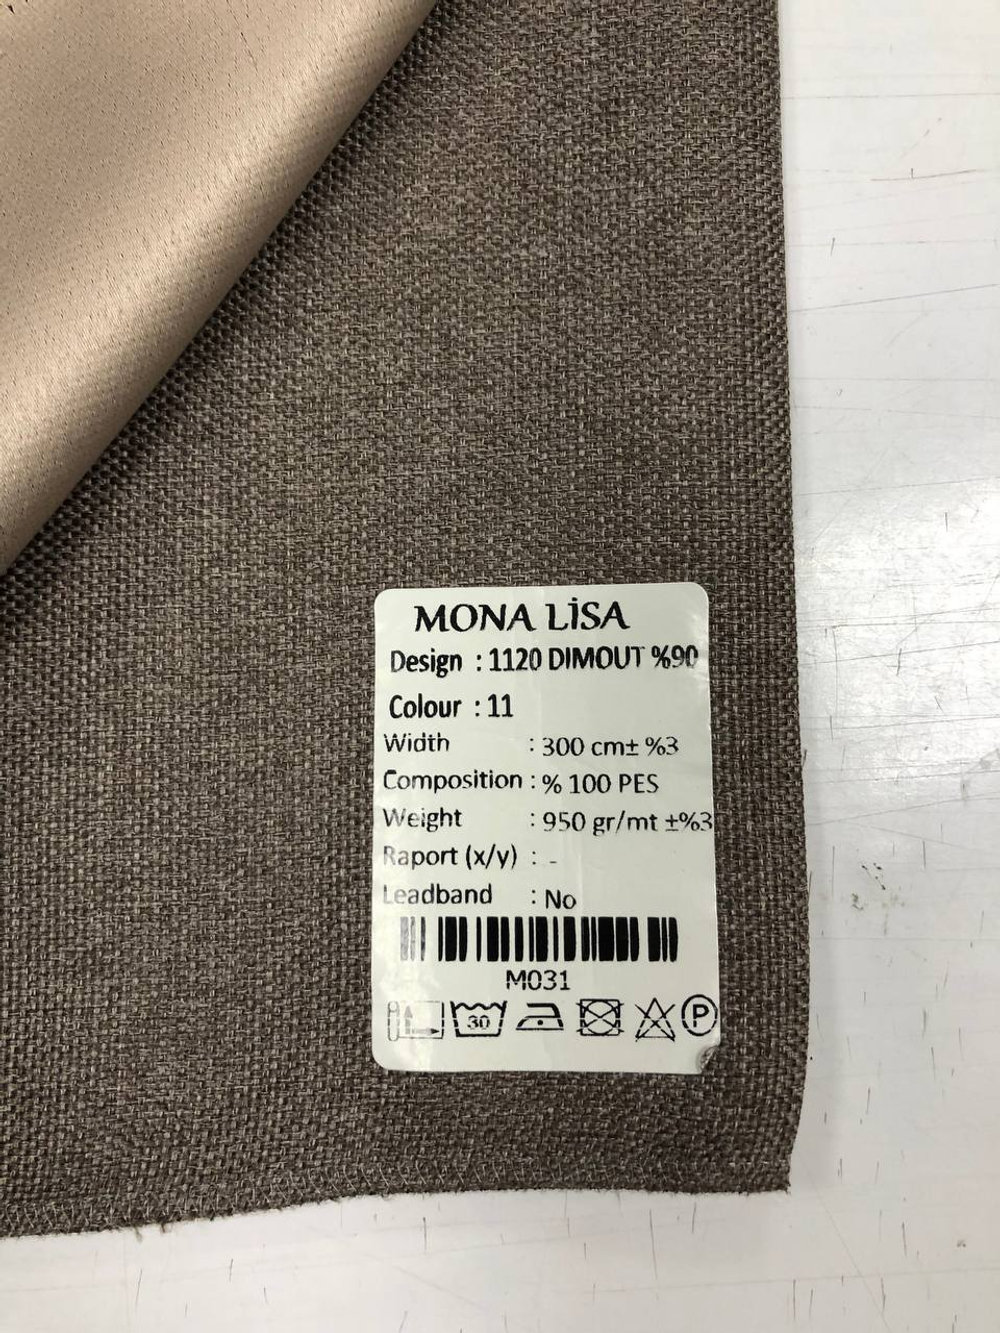 MONA LİSA
Design : 1120 DIMOUT %90
Colour : 11
Width : 300 cm± %3
Composition : % 100 PES
Weight : 950 gr/mt ±%3
Raport (x/y) : -
Leadband : No
M031
30 P